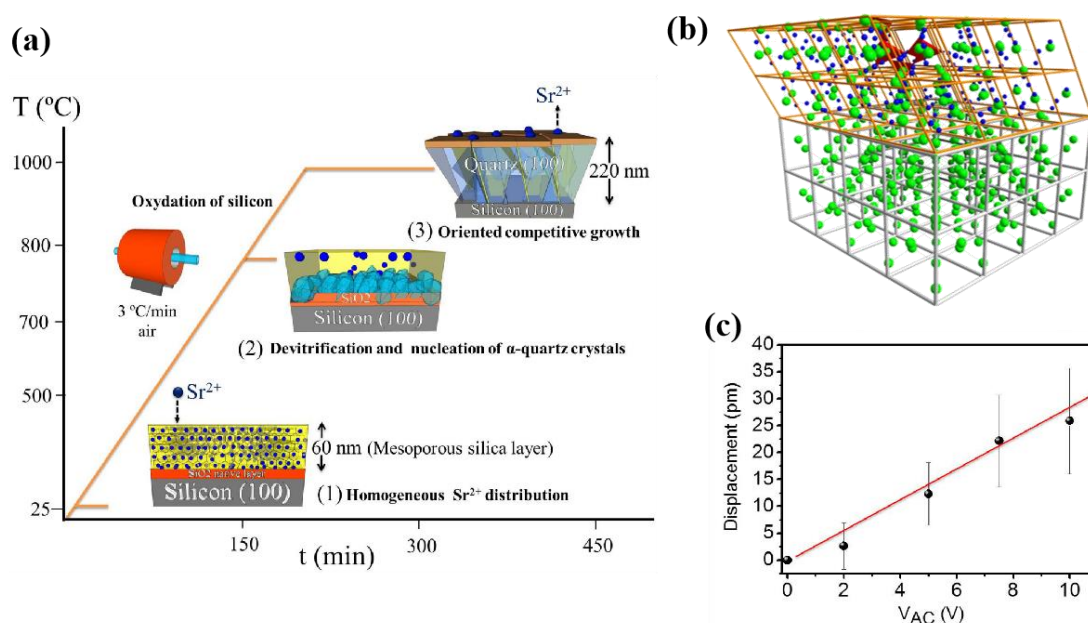 (a)
T (ºC)
1000
800
700
500
25
150
300
450
t (min)
Oxydation of silicon
3 ºC/min
air
Sr2+
Quartz (100)
Silicon (100)
220 nm
(3) Oriented competitive growth
SiO2
Silicon (100)
(2) Devitrification and nucleation of α-quartz crystals
Sr2+
60 nm (Mesoporous silica layer)
SiO2 native layer
Silicon (100)
(1) Homogeneous Sr2+ distribution
(b)
(c)
Displacement (pm)
40
35
30
25
20
15
10
5
0
0 2 4 6 8 10
VAC (V)